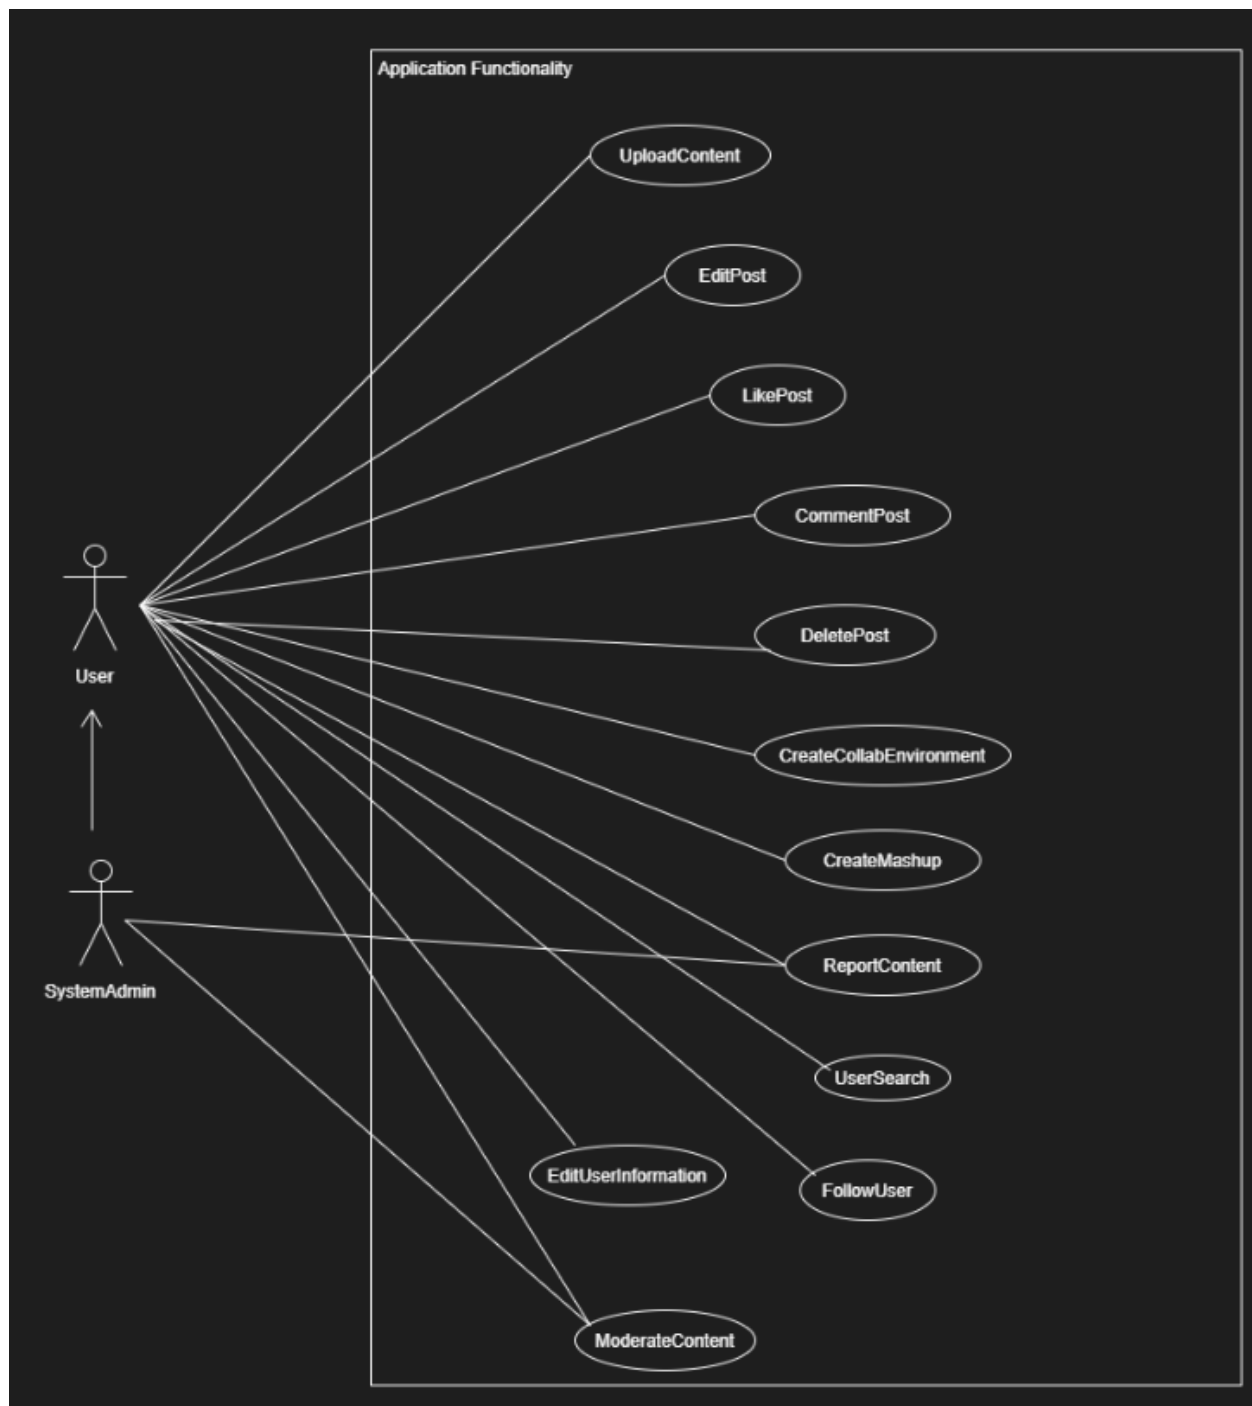 Application Functionality
UploadContent
EditPost
LikePost
CommentPost
DeletePost
User
CreateCollabEnvironment
CreateMashup
ReportContent
SystemAdmin
UserSearch
EditUserInformation
FollowUser
ModerateContent